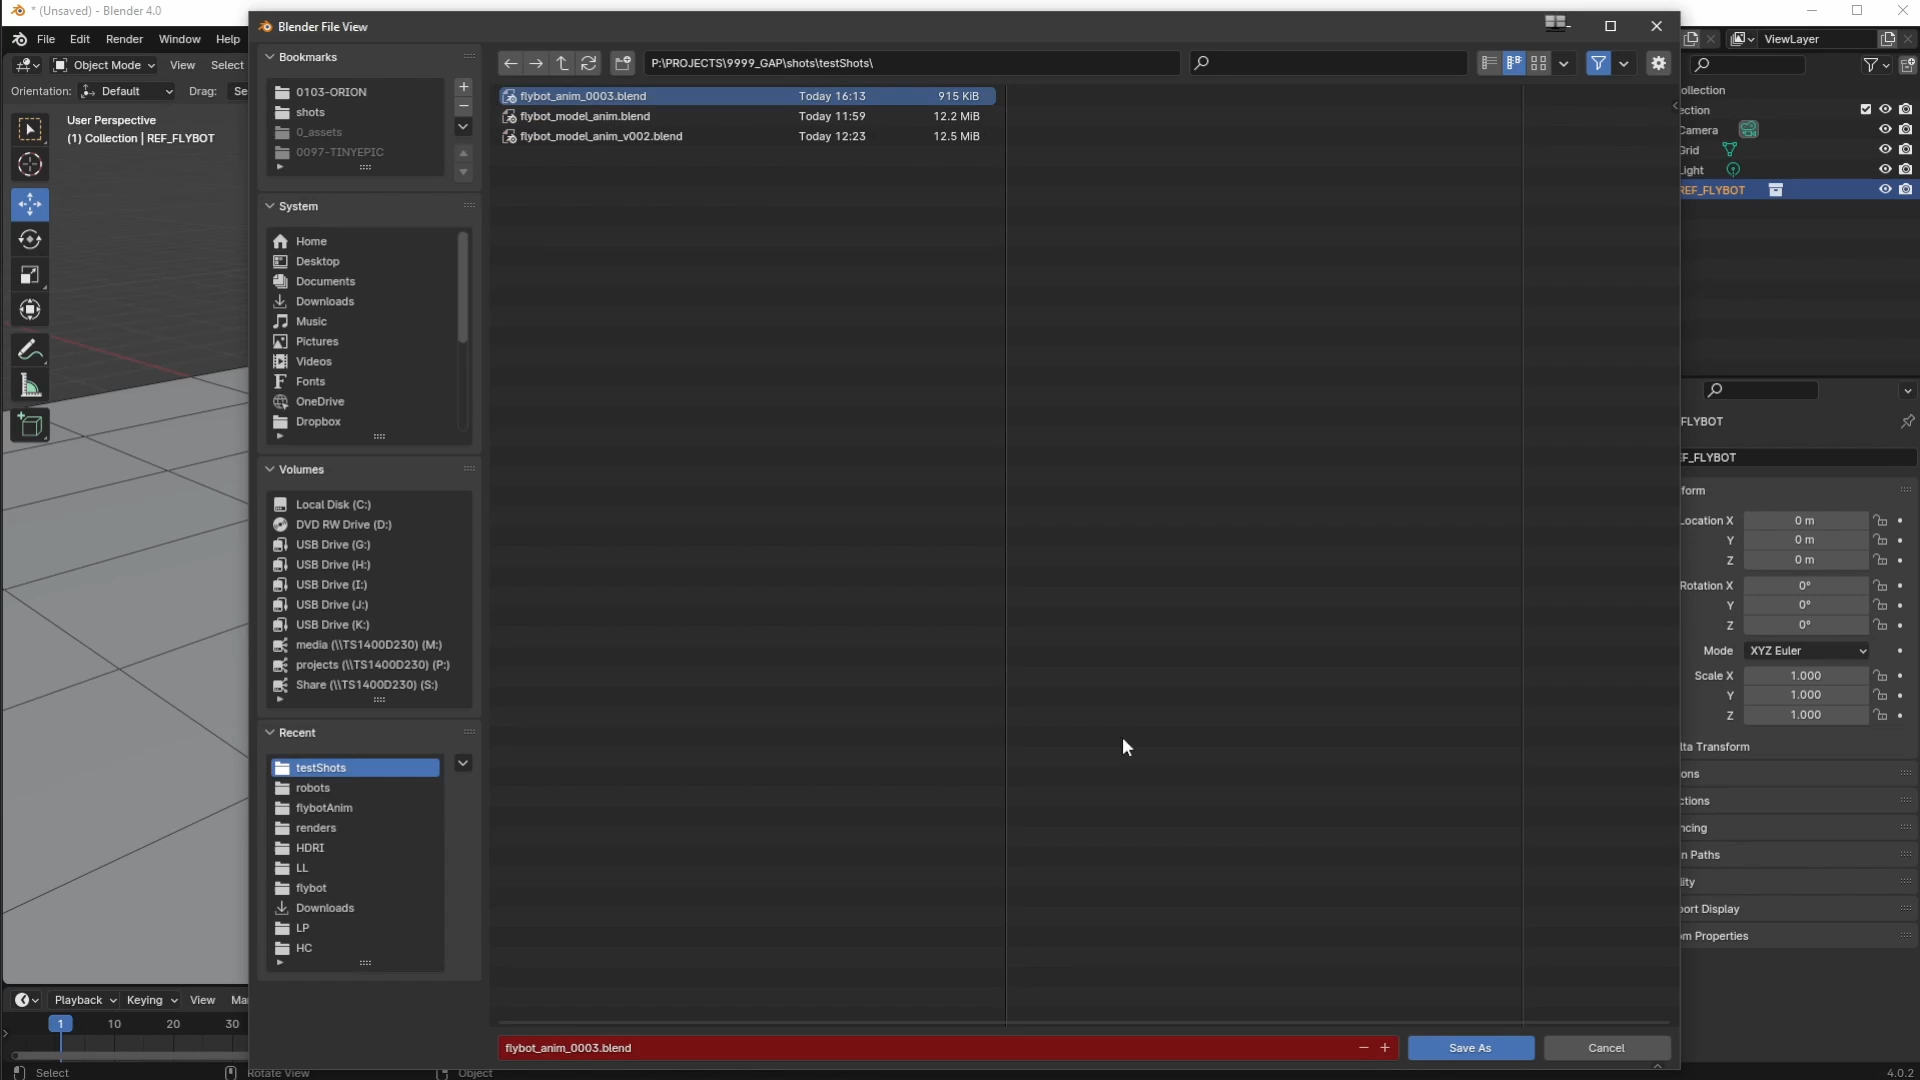 * (Unsaved) - Blender 4.0
File Edit Render Window Help
Object Mode View Select
Orientation: Default Drag: Se
User Perspective
(1) Collection | REF_FLYBOT
Playback Keying View Ma
1 10 20 30
Select Rotate View Object
Blender File View
Bookmarks
0103-ORION
shots
0_assets
0097-TINYEPIC
System
Home
Desktop
Documents
Downloads
Music
Pictures
Videos
Fonts
OneDrive
Dropbox
Volumes
Local Disk (C:)
DVD RW Drive (D:)
USB Drive (G:)
USB Drive (H:)
USB Drive (I:)
USB Drive (J:)
USB Drive (K:)
media (\\TS1400D230) (M:)
projects (\\TS1400D230) (P:)
Share (\\TS1400D230) (S:)
Recent
testShots
robots
flybotAnim
renders
HDRI
LL
flybot
Downloads
LP
HC
P:\PROJECTS\9999_GAP\shots\testShots\
flybot_anim_0003.blend Today 16:13 915 KiB
flybot_model_anim.blend Today 11:59 12.2 MiB
flybot_model_anim_v002.blend Today 12:23 12.5 MiB
flybot_anim_0003.blend Save As Cancel
ViewLayer
ollection
ection
Camera
Grid
Light
REF_FLYBOT
FLYBOT
F_FLYBOT
form
Location X 0 m
Y 0 m
Z 0 m
Rotation X 0°
Y 0°
Z 0°
Mode XYZ Euler
Scale X 1.000
Y 1.000
Z 1.000
lta Transform
ons
ctions
ncing
n Paths
lity
port Display
m Properties
4.0.2